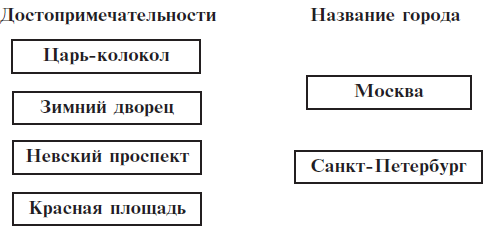 Достопримечательности
Царь-колокол
Зимний дворец
Невский проспект
Красная площадь
Название города
Москва
Санкт-Петербург